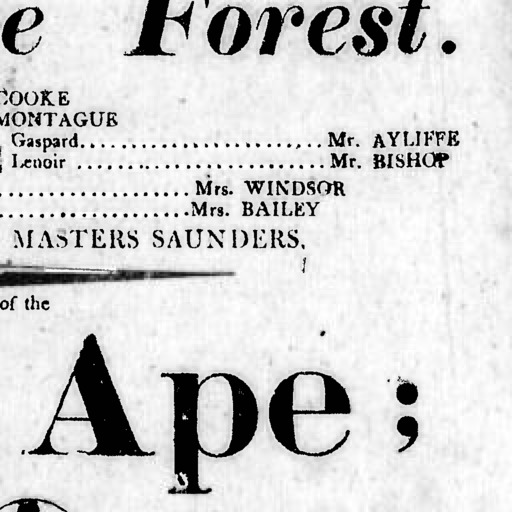 e Forest.
COOKE
MONTAGUE
Gaspard........................Mr. AYLIFFE
Lenoir .........................Mr. BISHOP
...................Mrs. WINDSOR
...................Mrs. BAILEY
MASTERS SAUNDERS,
of the
Ape;